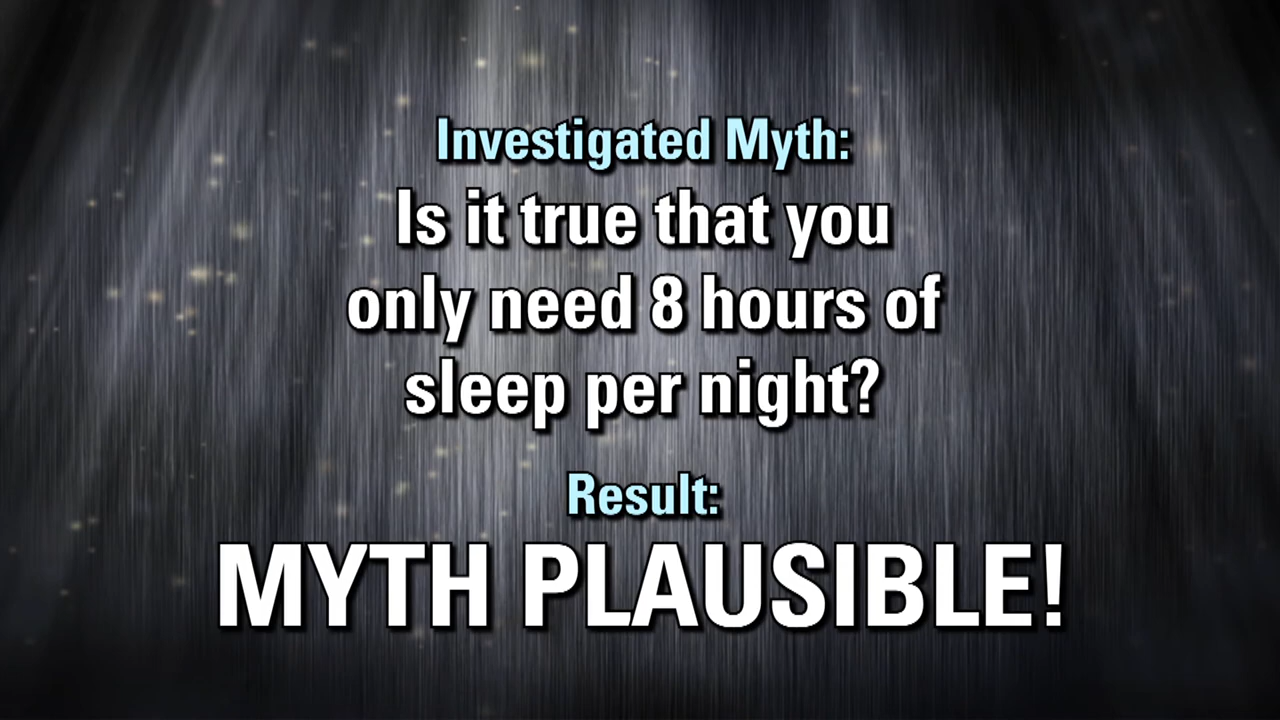 Investigated Myth:
Is it true that you
only need 8 hours of
sleep per night?
Result:
MYTH PLAUSIBLE!